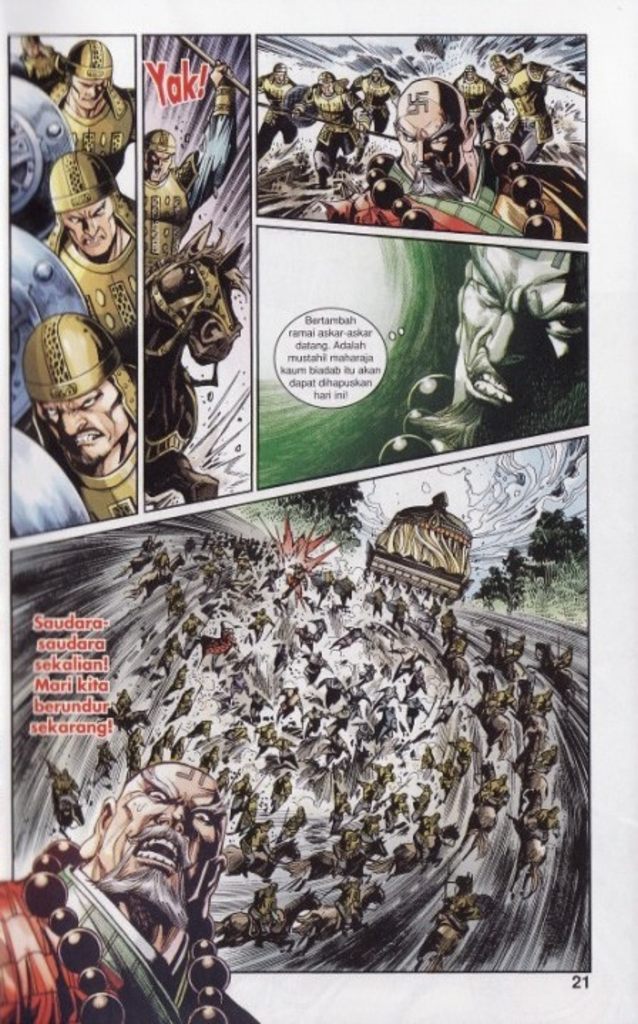 Yak!
Bertambah
ramai askar-askar
datang. Adalah
mustahil maharaja
kaum biadab itu akan
dapat dihapuskan
hari ini!
Saudara-
saudara
sekalian!
Mari kita
berundur
sekarang!
21